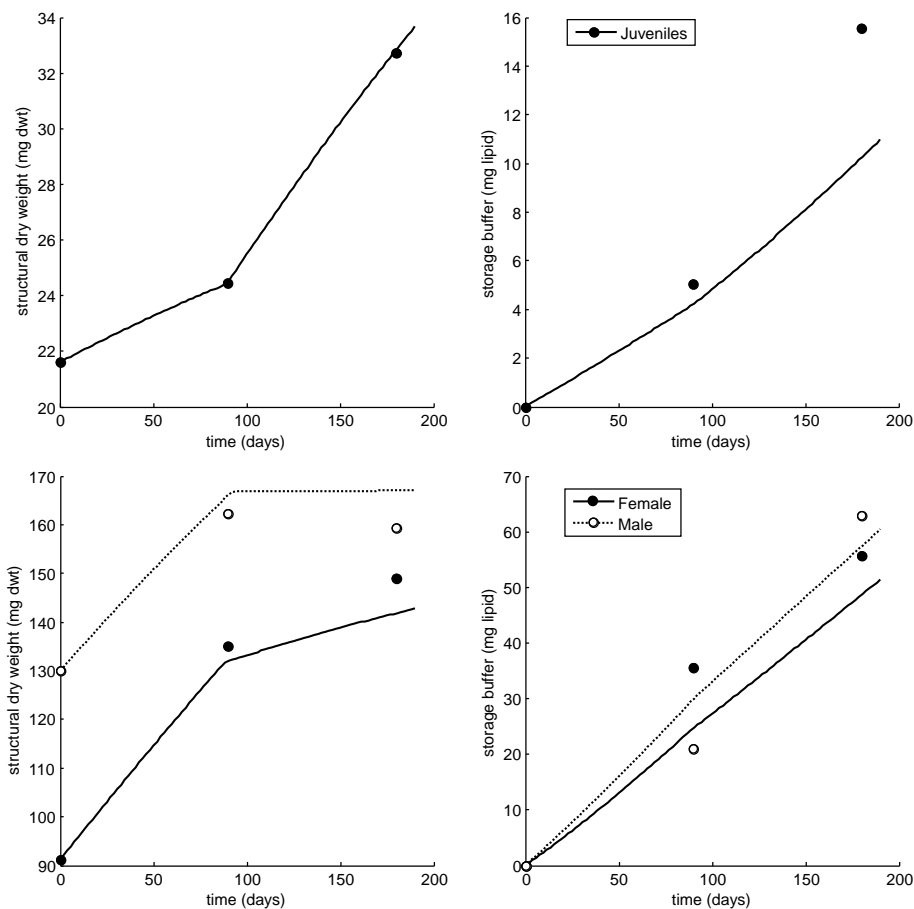 34
32
30
28
26
24
22
20
0 50 100 150 200
structural dry weight (mg dwt)
time (days)
16
14
12
10
8
6
4
2
0
0 50 100 150 200
storage buffer (mg lipid)
time (days)
Juveniles
170
160
150
140
130
120
110
100
90
0 50 100 150 200
structural dry weight (mg dwt)
time (days)
70
60
50
40
30
20
10
0
0 50 100 150 200
storage buffer (mg lipid)
time (days)
Female
Male